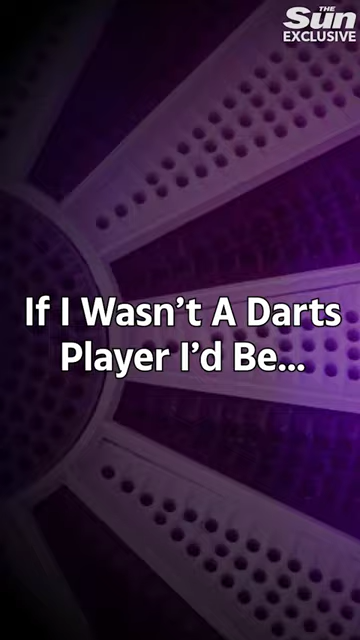 THE
Sun
EXCLUSIVE
If I Wasn't A Darts
Player I'd Be...